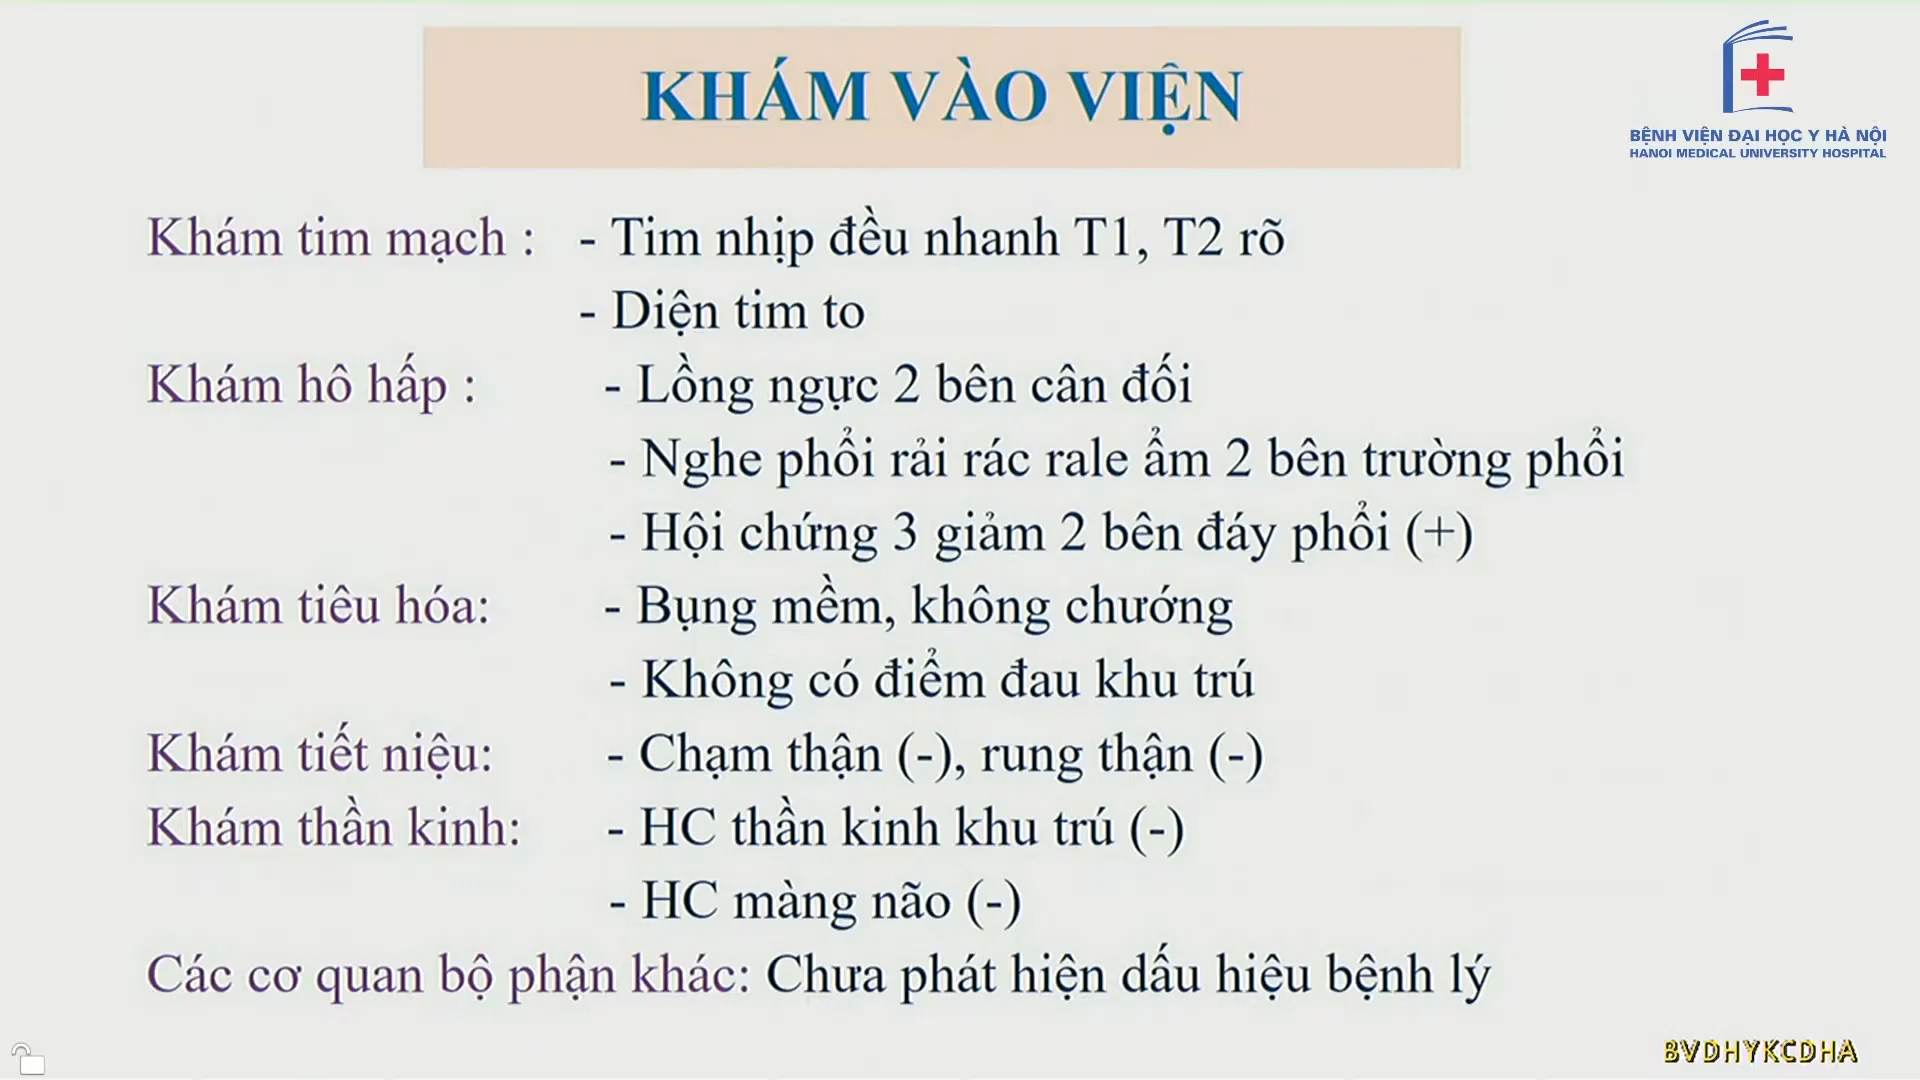 KHÁM VÀO VIỆN
BỆNH VIỆN ĐẠI HỌC Y HÀ NỘI
HANOI MEDICAL UNIVERSITY HOSPITAL
Khám tim mạch : - Tim nhịp đều nhanh T1, T2 rõ
- Diện tim to
Khám hô hấp : - Lồng ngực 2 bên cân đối
- Nghe phổi rải rác rale ẩm 2 bên trường phổi
- Hội chứng 3 giảm 2 bên đáy phổi (+)
Khám tiêu hóa: - Bụng mềm, không chướng
- Không có điểm đau khu trú
Khám tiết niệu: - Chạm thận (-), rung thận (-)
Khám thần kinh: - HC thần kinh khu trú (-)
- HC màng não (-)
Các cơ quan bộ phận khác: Chưa phát hiện dấu hiệu bệnh lý
BVDHYKCDHA